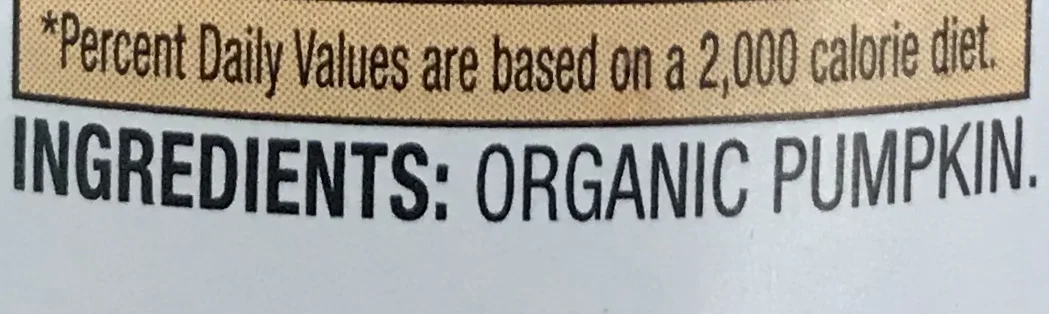 *Percent Daily Values are based on a 2,000 calorie diet.
INGREDIENTS: ORGANIC PUMPKIN.